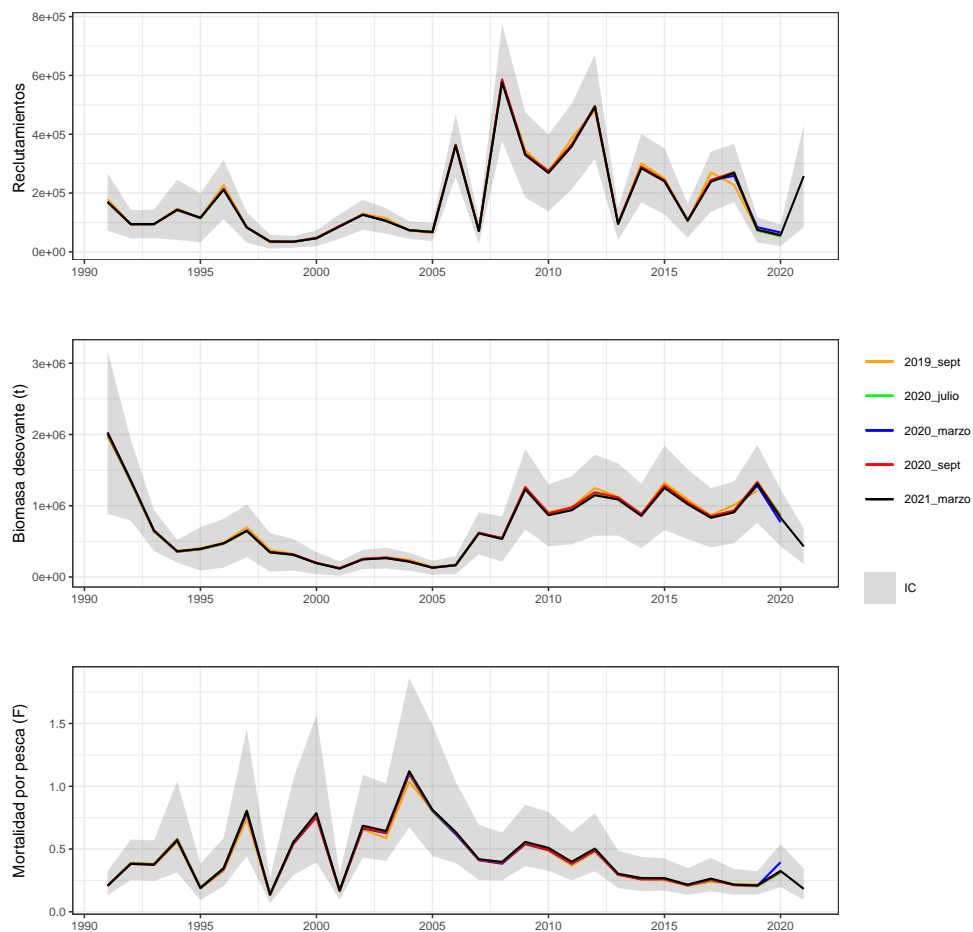 Reclutamientos
8e+05
6e+05
4e+05
2e+05
0e+00
1990 1995 2000 2005 2010 2015 2020
Biomasa desovante (t)
3e+06
2e+06
1e+06
0e+00
1990 1995 2000 2005 2010 2015 2020
2019_sept
2020_julio
2020_marzo
2020_sept
2021_marzo
IC
Mortalidad por pesca (F)
1.5
1.0
0.5
0.0
1990 1995 2000 2005 2010 2015 2020